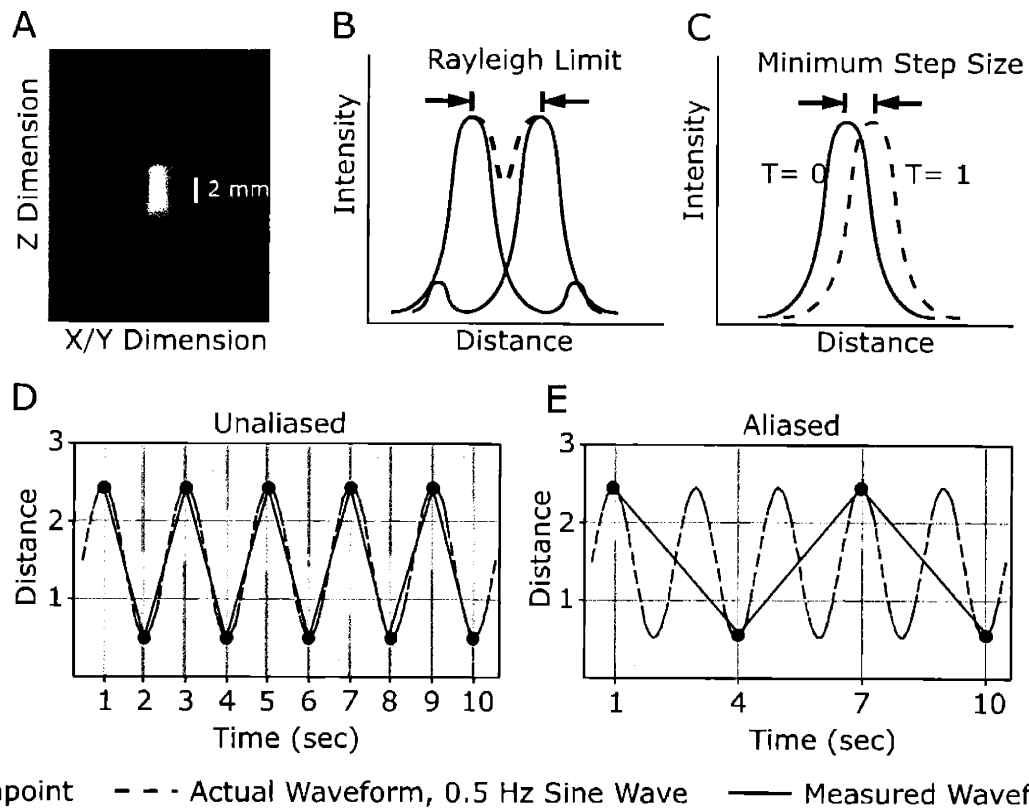 A
Z Dimension
2 mm
X/Y Dimension
B
Rayleigh Limit
Intensity
Distance
C
Minimum Step Size
Intensity
T= 0
T= 1
Distance
D
Unaliased
Distance
3
2
1
1 2 3 4 5 6 7 8 9 10
Time (sec)
E
Aliased
Distance
3
2
1
1 4 7 10
Time (sec)
point
Actual Waveform, 0.5 Hz Sine Wave
Measured Wavef